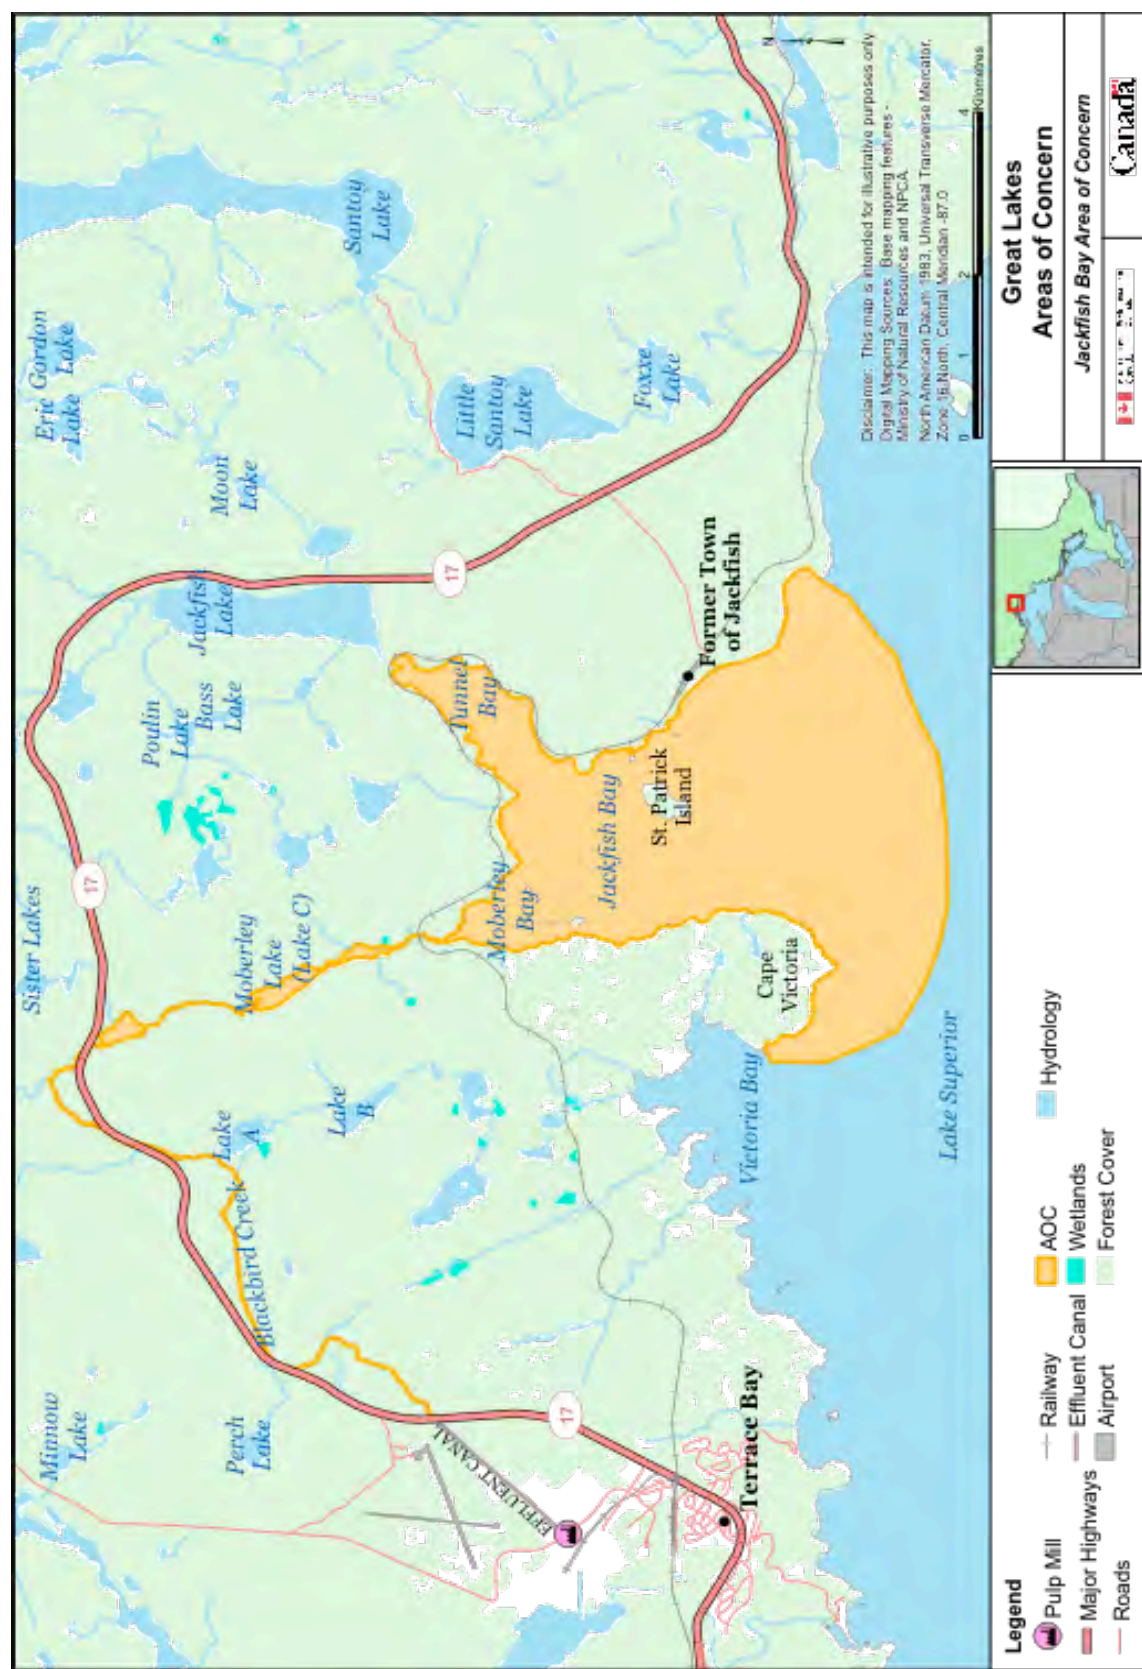 Sister Lakes
Minnow
Lake
Perch
Lake
Blackbird Creek
Lake
A
Lake
B
Moberley
Lake
(Lake C)
Poulin
Lake
Bass
Lake
Jackfish
Lake
Moon
Lake
Eric
Lake
Gordon
Lake
Santoy
Lake
Little
Santoy
Lake
Foxxe
Lake
17
17
17
EFFLUENT CANAL
Terrace Bay
Victoria Bay
Cape
Victoria
Moberley
Bay
Tunnel
Bay
Jackfish Bay
St. Patrick
Island
Former Town
of Jackfish
Lake Superior
N
Disclaimer: This map is intended for illustrative purposes only
Digital Mapping Sources: Base mapping features -
Ministry of Natural Resources and NPCA.
North American Datum 1983, Universal Transverse Mercator,
Zone 16 North, Central Meridian -87.0
0 1 2 4
Kilometres
Legend
Pulp Mill
Major Highways
Roads
Railway
Effluent Canal
Airport
AOC
Wetlands
Forest Cover
Hydrology
Great Lakes
Areas of Concern
Jackfish Bay Area of Concern
Canada